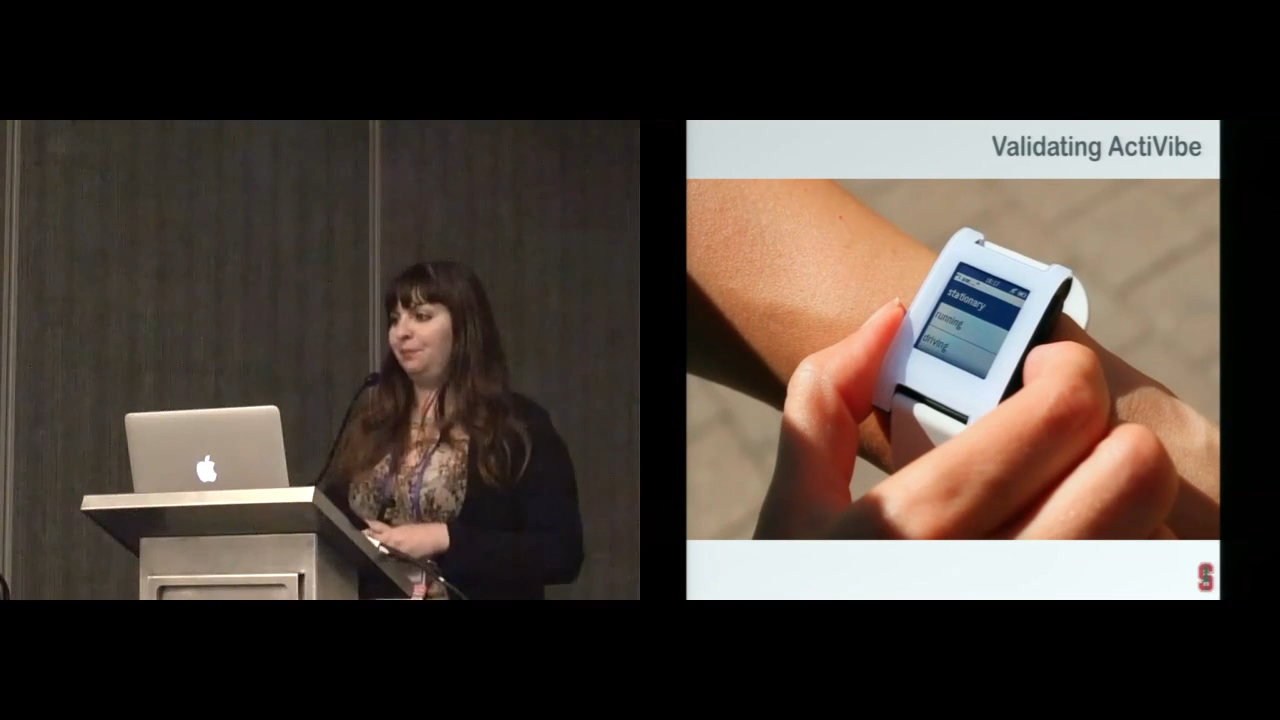 Validating ActiVibe
stationary
running
driving